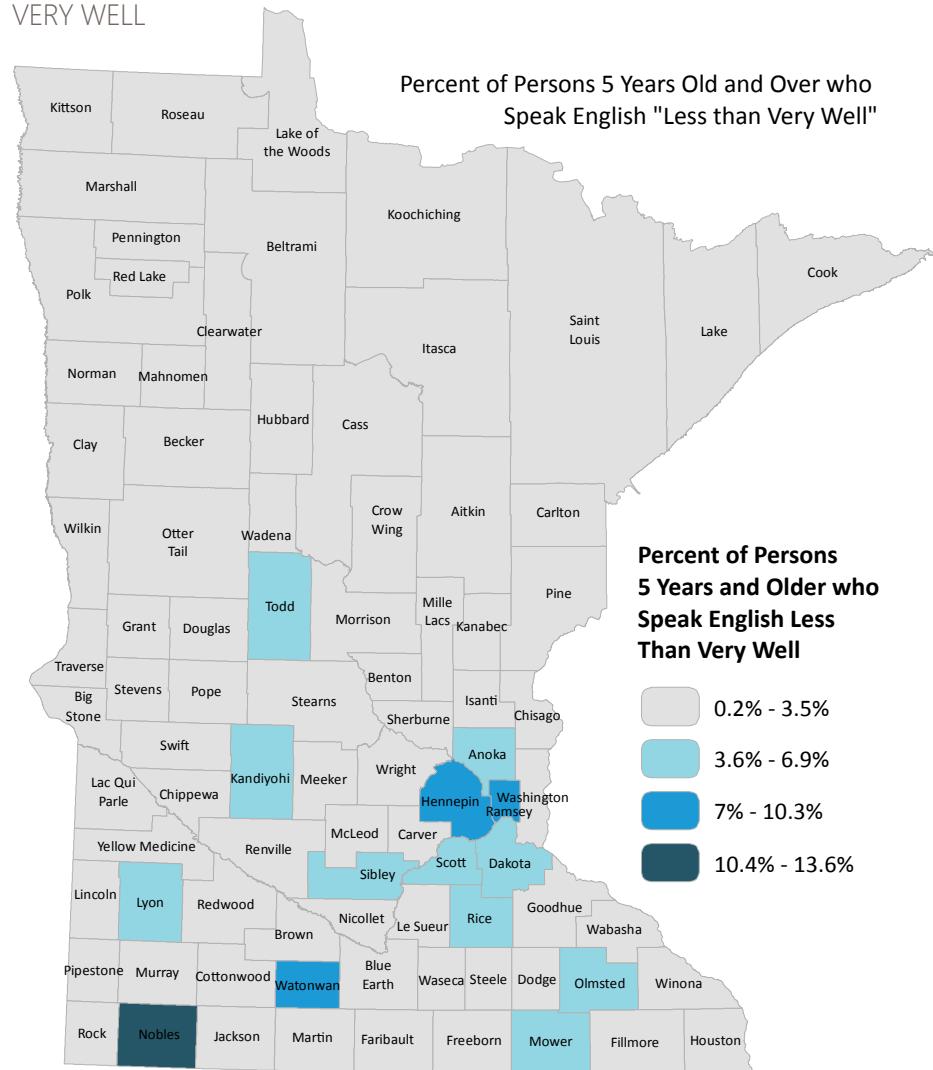 VERY WELL
Percent of Persons 5 Years Old and Over who
Speak English "Less than Very Well"
Kittson
Roseau
Lake of
the Woods
Marshall
Koochiching
Pennington
Beltrami
Red Lake
Cook
Polk
Saint
Louis
Clearwater
Lake
Itasca
Norman
Mahnomen
Hubbard
Cass
Clay
Becker
Wilkin
Otter
Tail
Wadena
Crow
Wing
Aitkin
Carlton
Percent of Persons
5 Years and Older who
Speak English Less
Than Very Well
0.2% - 3.5%
3.6% - 6.9%
7% - 10.3%
10.4% - 13.6%
Todd
Morrison
Mille
Lacs
Kanabec
Pine
Grant
Douglas
Traverse
Big
Stone
Stevens
Pope
Stearns
Benton
Isanti
Chisago
Sherburne
Swift
Anoka
Kandiyohi
Meeker
Wright
Lac Qui
Parle
Chippewa
Hennepin
Washington
Ramsey
McLeod
Carver
Yellow Medicine
Renville
Scott
Dakota
Sibley
Lincoln
Lyon
Redwood
Nicollet
Le Sueur
Rice
Goodhue
Wabasha
Brown
Pipestone
Murray
Cottonwood
Watonwan
Blue
Earth
Waseca
Steele
Dodge
Olmsted
Winona
Rock
Nobles
Jackson
Martin
Faribault
Freeborn
Mower
Fillmore
Houston